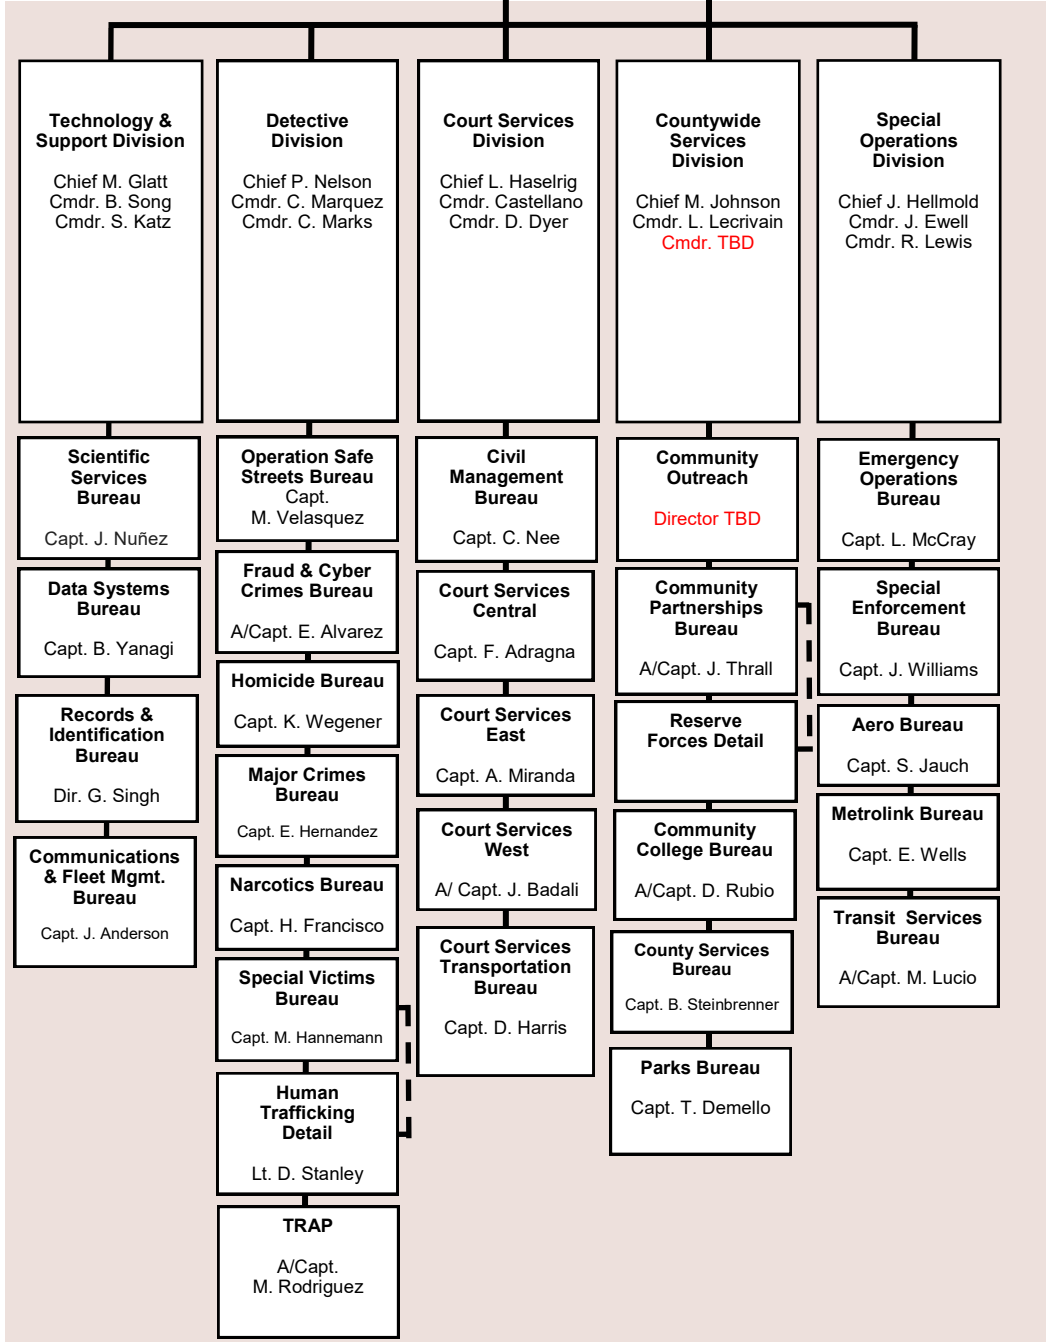 Technology &
Support Division
Chief M. Glatt
Cmdr. B. Song
Cmdr. S. Katz
Scientific
Services
Bureau
Capt. J. Nuñez
Data Systems
Bureau
Capt. B. Yanagi
Records &
Identification
Bureau
Dir. G. Singh
Communications
& Fleet Mgmt.
Bureau
Capt. J. Anderson
Detective
Division
Chief P. Nelson
Cmdr. C. Marquez
Cmdr. C. Marks
Operation Safe
Streets Bureau
Capt.
M. Velasquez
Fraud & Cyber
Crimes Bureau
A/Capt. E. Alvarez
Homicide Bureau
Capt. K. Wegener
Major Crimes
Bureau
Capt. E. Hernandez
Narcotics Bureau
Capt. H. Francisco
Special Victims
Bureau
Capt. M. Hannemann
Human
Trafficking
Detail
Lt. D. Stanley
TRAP
A/Capt.
M. Rodriguez
Court Services
Division
Chief L. Haselrig
Cmdr. Castellano
Cmdr. D. Dyer
Civil
Management
Bureau
Capt. C. Nee
Court Services
Central
Capt. F. Adragna
Court Services
East
Capt. A. Miranda
Court Services
West
A/ Capt. J. Badali
Court Services
Transportation
Bureau
Capt. D. Harris
Countywide
Services
Division
Chief M. Johnson
Cmdr. L. Lecrivain
Cmdr. TBD
Community
Outreach
Director TBD
Community
Partnerships
Bureau
A/Capt. J. Thrall
Reserve
Forces Detail
Community
College Bureau
A/Capt. D. Rubio
County Services
Bureau
Capt. B. Steinbrenner
Parks Bureau
Capt. T. Demello
Special
Operations
Division
Chief J. Hellmold
Cmdr. J. Ewell
Cmdr. R. Lewis
Emergency
Operations
Bureau
Capt. L. McCray
Special
Enforcement
Bureau
Capt. J. Williams
Aero Bureau
Capt. S. Jauch
Metrolink Bureau
Capt. E. Wells
Transit  Services
Bureau
A/Capt. M. Lucio